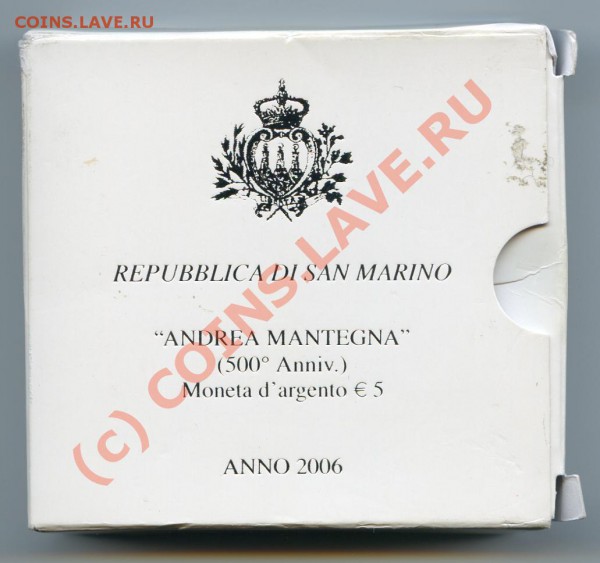 COINS.LAVE.RU
REPUBBLICA DI SAN MARINO
“ANDREA MANTEGNA”
(500° Anniv.)
Moneta d’argento € 5
ANNO 2006
(c) COINS.LAVE.RU